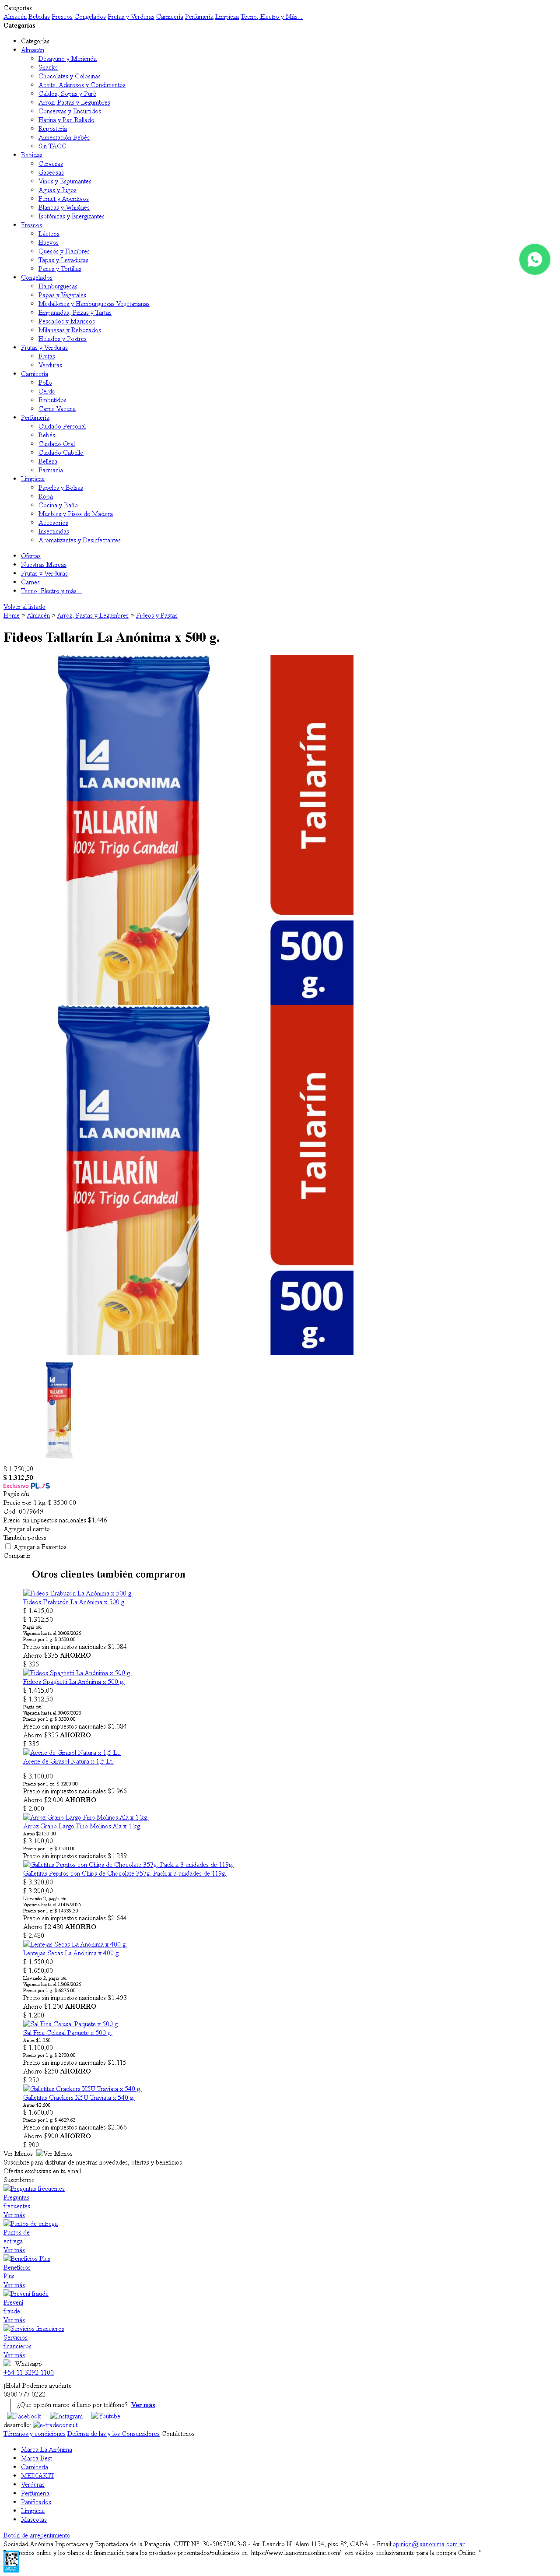 Categorías
Almacén Bebidas Frescos Congelados Frutas y Verduras Carnicería Perfumería Limpieza Tecno, Electro y Más...
Categorías
Categorías
Almacén
Desayuno y Merienda
Snacks
Chocolates y Golosinas
Aceite, Aderezos y Condimentos
Caldos, Sopas y Puré
Arroz, Pastas y Legumbres
Conservas y Encurtidos
Harina y Pan Rallado
Repostería
Aimentación Bebés
Sin TACC
Bebidas
Cervezas
Gaseosas
Vinos y Espumantes
Aguas y Jugos
Fernet y Aperitivos
Blancas y Whiskies
Isotónicas y Energizantes
Frescos
Lácteos
Huevos
Quesos y Fiambres
Tapas y Levaduras
Panes y Tortillas
Congelados
Hamburguesas
Papas y Vegetales
Medallones y Hamburguesas Vegetarianas
Empanadas, Pizzas y Tartas
Pescados y Mariscos
Milanesas y Rebozados
Helados y Postres
Frutas y Verduras
Frutas
Verduras
Carnicería
Pollo
Cerdo
Embutidos
Carne Vacuna
Perfumería
Cuidado Personal
Bebés
Cuidado Oral
Cuidado Cabello
Belleza
Farmacia
Limpieza
Papeles y Bolsas
Ropa
Cocina y Baño
Muebles y Pisos de Madera
Accesorios
Insecticidas
Aromatizantes y Desinfectantes
Ofertas
Nuestras Marcas
Frutas y Verduras
Carnes
Tecno, Electro y más...
Volver al listado
Home > Almacén > Arroz, Pastas y Legumbres > Fideos y Pastas
Fideos Tallarín La Anónima x 500 g.
LA ANONIMA
TALLARÍN
100% Trigo Candeal
Tallarín
500 g.
LA ANONIMA
TALLARÍN
100% Trigo Candeal
Tallarín
500 g.
LA ANONIMA
TALLARÍN
$ 1.750,00
$ 1.312,50
Exclusivo PLUS
Pagás c/u
Precio por 1 kg: $ 3500.00
Cod. 0079649
Precio sin impuestos nacionales $1.446
Agregar al carrito
También podess
Agregar a Favoritos
Compartir
Otros clientes también compraron
Fideos Tirabuzón La Anónima x 500 g.
Fideos Tirabuzón La Anónima x 500 g.
$ 1.415,00
$ 1.312,50
Pagás c/u
Vigencia hasta el 30/09/2025
Precio por 1 g: $ 3500.00
Precio sin impuestos nacionales $1.084
Ahorro $335 AHORRO
$ 335
Fideos Spaghetti La Anónima x 500 g.
Fideos Spaghetti La Anónima x 500 g.
$ 1.415,00
$ 1.312,50
Pagás c/u
Vigencia hasta el 30/09/2025
Precio por 1 g: $ 3500.00
Precio sin impuestos nacionales $1.084
Ahorro $335 AHORRO
$ 335
Aceite de Girasol Natura x 1,5 Lt.
Aceite de Girasol Natura x 1,5 Lt.
$ 3.100,00
Precio por 1 cc: $ 3200.00
Precio sin impuestos nacionales $3.966
Ahorro $2.000 AHORRO
$ 2.000
Arroz Grano Largo Fino Molinos Ala x 1 kg.
Arroz Grano Largo Fino Molinos Ala x 1 kg.
Antes $2150.00
$ 3.100,00
Precio por 1 g: $ 1500.00
Precio sin impuestos nacionales $1.239
Galletitas Pepitos con Chips de Chocolate 357g. Pack x 3 unidades de 119g.
Galletitas Pepitos con Chips de Chocolate 357g. Pack x 3 unidades de 119g.
$ 3.320,00
$ 3.200,00
Llevando 2, pagás c/u
Vigencia hasta el 21/09/2025
Precio por 1 g: $ 14939.30
Precio sin impuestos nacionales $2.644
Ahorro $2.480 AHORRO
$ 2.480
Lentejas Secas La Anónima x 400 g.
Lentejas Secas La Anónima x 400 g.
$ 1.550,00
$ 1.650,00
Llevando 2, pagás c/u
Vigencia hasta el 15/09/2025
Precio por 1 g: $ 6875.00
Precio sin impuestos nacionales $1.493
Ahorro $1.200 AHORRO
$ 1.200
Sal Fina Celusal Paquete x 500 g.
Sal Fina Celusal Paquete x 500 g.
Antes $1.350
$ 1.100,00
Precio por 1 g: $ 2700.00
Precio sin impuestos nacionales $1.115
Ahorro $250 AHORRO
$ 250
Galletitas Crackers X5U Traviata x 540 g.
Galletitas Crackers X5U Traviata x 540 g.
Antes $2.500
$ 1.600,00
Precio por 1 g: $ 4629.63
Precio sin impuestos nacionales $2.066
Ahorro $900 AHORRO
$ 900
Ver Menos Ver Menos
Suscribite para disfrutar de nuestras novedades, ofertas y beneficios
Ofertas exclusivas en tu email
Suscribirme
Preguntas frecuentes
Preguntas
frecuentes
Ver más
Puntos de entrega
Puntos de
entrega
Ver más
Beneficios Plus
Beneficios
Plus
Ver más
Prevení fraude
Prevení
fraude
Ver más
Servicios financieros
Servicios
financieros
Ver más
Whatsapp
+54 11 3292 1100
¡Hola! Podemos ayudarte
0800 777 0222
¿Que opción marco si llamo por teléfono? Ver más
Facebook Instagram Youtube
desarrollo: e-tradeconsult
Términos y condiciones Defensa de las y los Consumidores Contáctenos
Marca La Anónima
Marca Best
Carnicería
MEDIAKIT
Verduras
Perfumeria
Panificados
Limpieza
Mascotas
Botón de arrepentimiento
Sociedad Anónima Importadora y Exportadora de la Patagonia. CUIT Nº: 30-50673003-8 - Av. Leandro N. Alem 1134, piso 8º, CABA. - Email:opinion@laanonima.com.ar
precios online y los planes de financiación para los productos presentados/publicados en: https://www.laanonimaonline.com/ son válidos exclusivamente para la compra Online. "